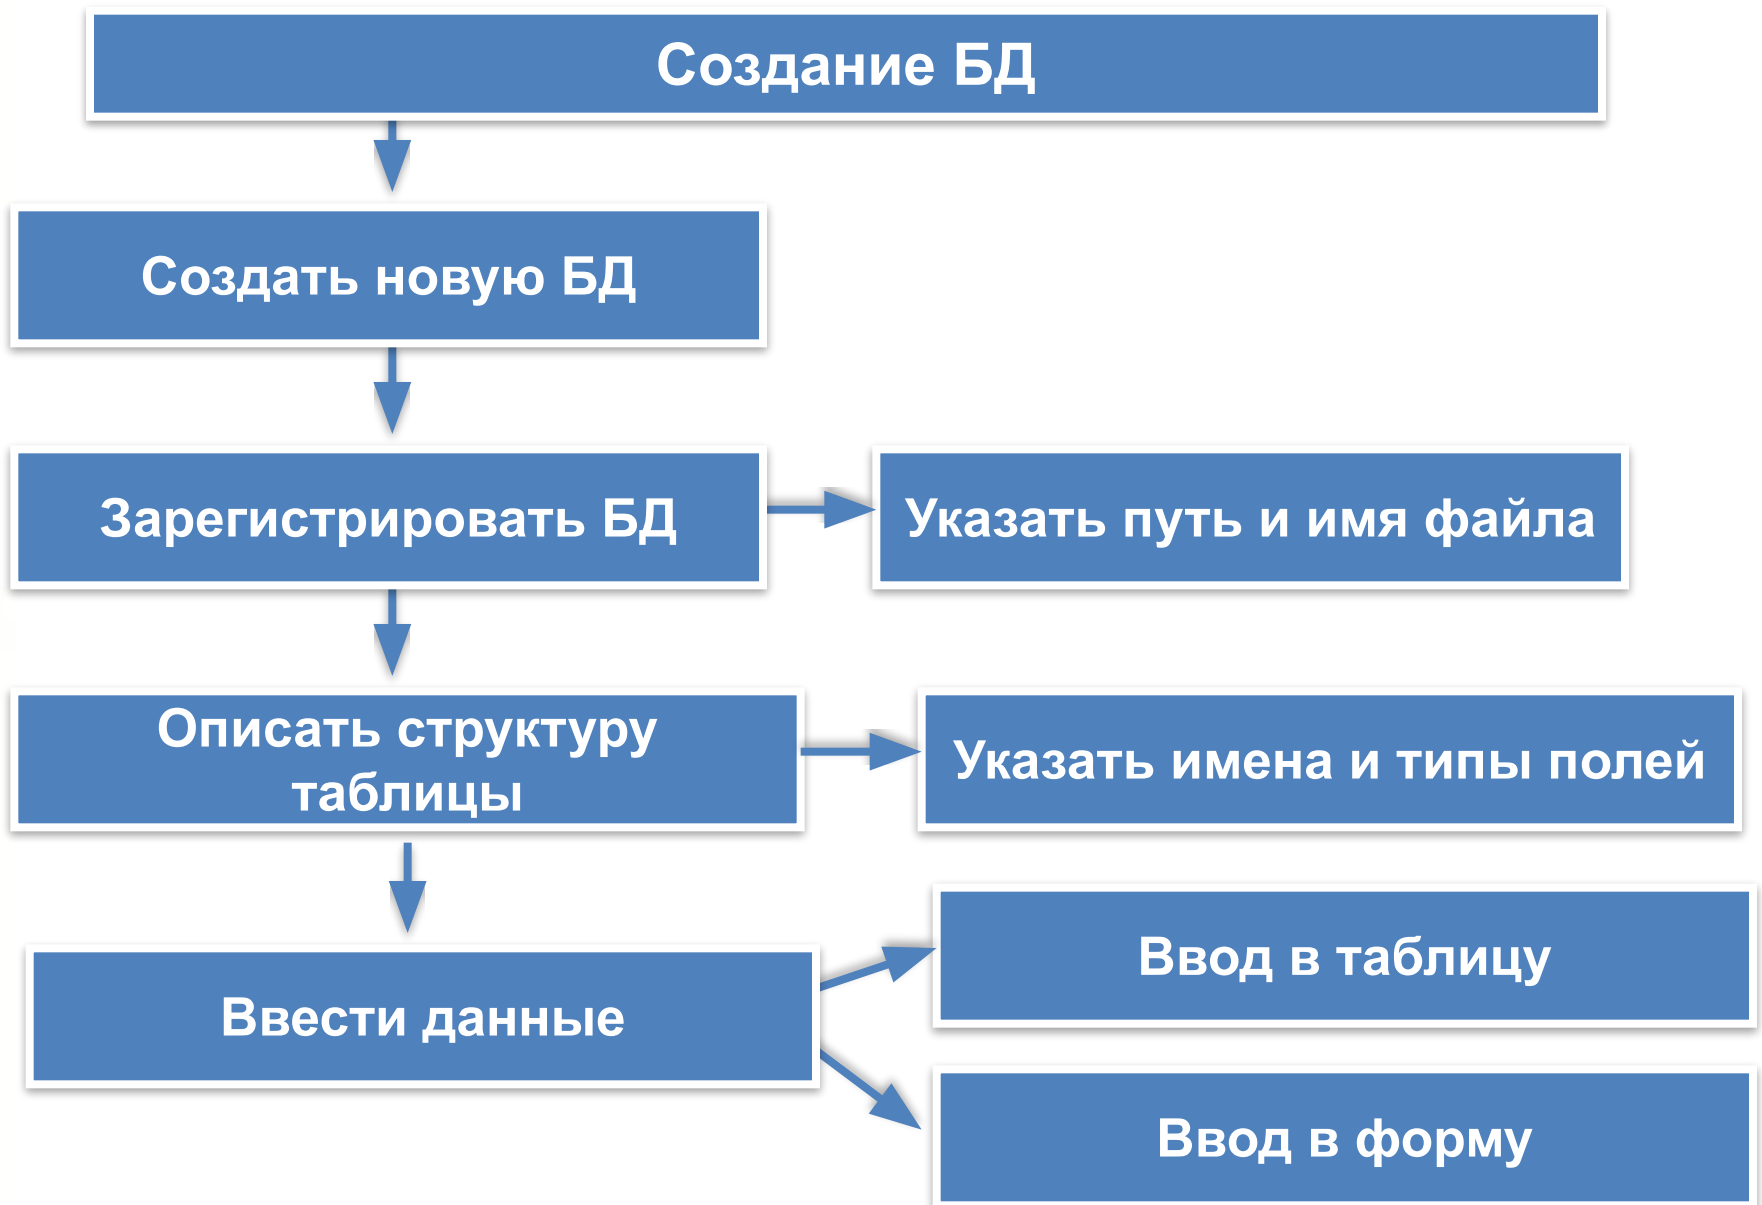 Создание БД
Создать новую БД
Зарегистрировать БД
Указать путь и имя файла
Описать структуру
таблицы
Указать имена и типы полей
Ввести данные
Ввод в таблицу
Ввод в форму